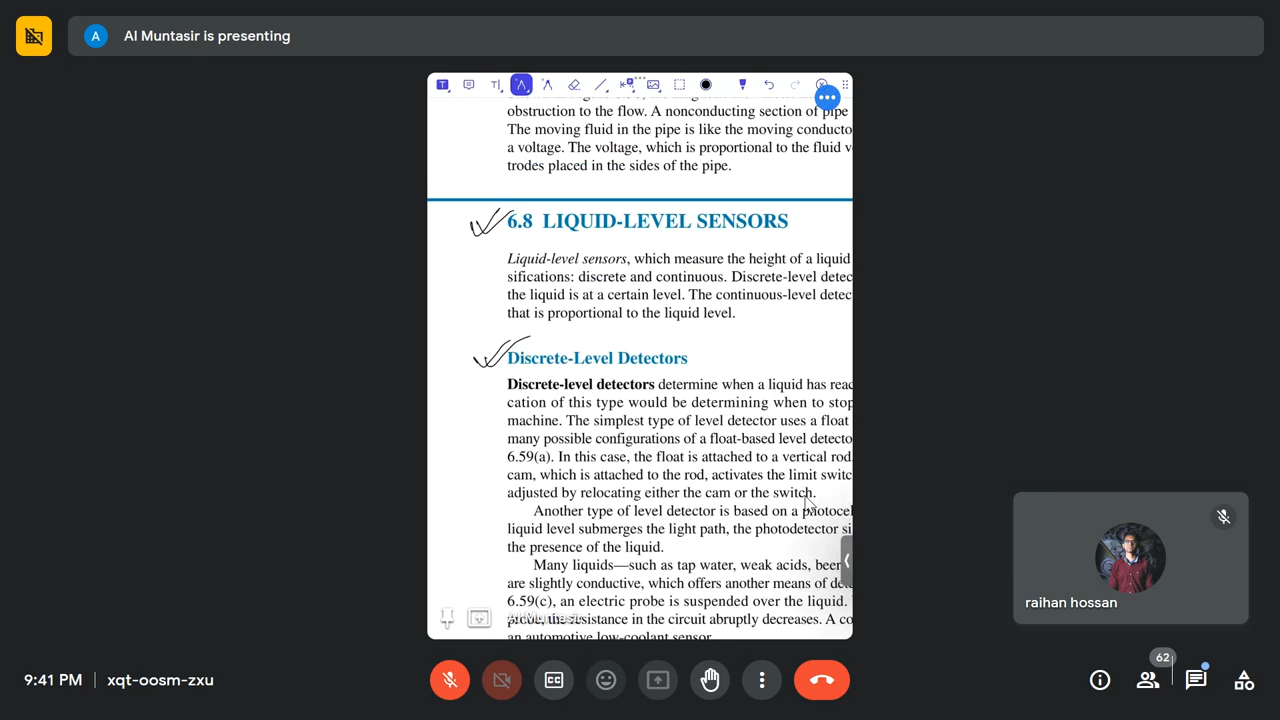 A
Al Muntasir is presenting
obstruction to the flow. A nonconducting section of pipe
The moving fluid in the pipe is like the moving conducto
a voltage. The voltage, which is proportional to the fluid v
trodes placed in the sides of the pipe.
6.8 LIQUID-LEVEL SENSORS
Liquid-level sensors, which measure the height of a liquid
sifications: discrete and continuous. Discrete-level detec
the liquid is at a certain level. The continuous-level detec
that is proportional to the liquid level.
Discrete-Level Detectors
Discrete-level detectors determine when a liquid has reac
cation of this type would be determining when to stop
machine. The simplest type of level detector uses a float
many possible configurations of a float-based level detecto
6.59(a). In this case, the float is attached to a vertical rod
cam, which is attached to the rod, activates the limit switc
adjusted by relocating either the cam or the switch.
Another type of level detector is based on a photocel
liquid level submerges the light path, the photodetector si
the presence of the liquid.
Many liquids—such as tap water, weak acids, beer
are slightly conductive, which offers another means of de
6.59(c), an electric probe is suspended over the liquid.
resistance in the circuit abruptly decreases. A co
an automotive low-coolant sensor.
raihan hossan
9:41 PM | xqt-oosm-zxu
CC
62